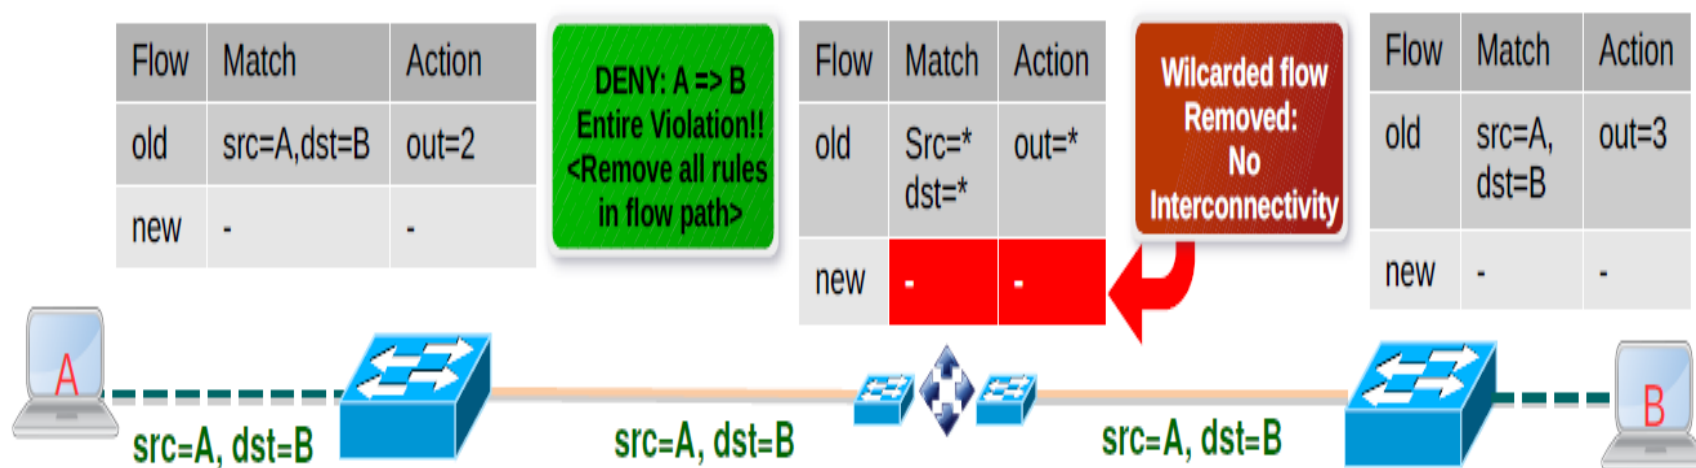 Flow Match Action
old src=A,dst=B out=2
new - -
DENY: A => B
Entire Violation!!
<Remove all rules
in flow path>
Flow Match Action
old Src=* out=*
dst=*
new - -
Wilcarded flow
Removed:
No
Interconnectivity
Flow Match Action
old src=A, out=3
dst=B
new - -
A
src=A, dst=B
src=A, dst=B
src=A, dst=B
B